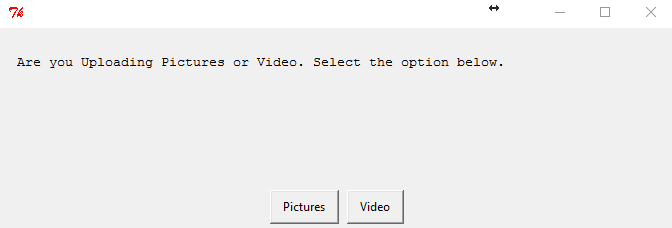 Are you Uploading Pictures or Video. Select the option below.
Pictures
Video